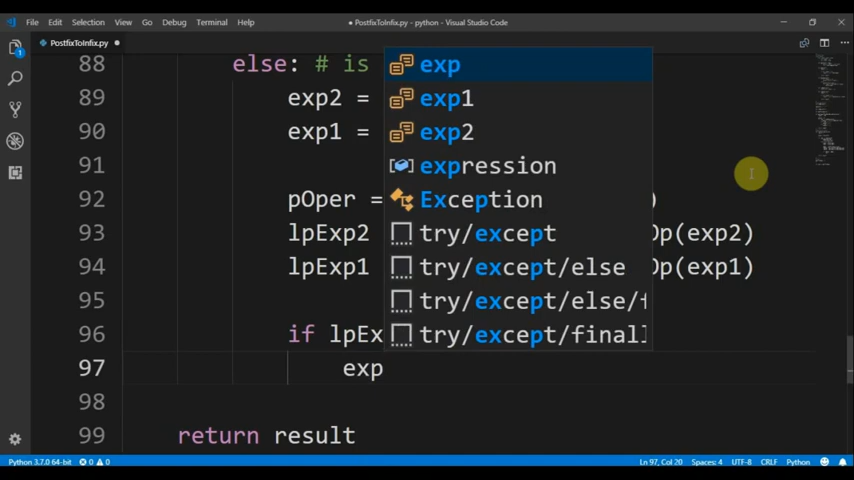 File Edit Selection View Go Debug Terminal Help
● PostfixToInfix.py - python - Visual Studio Code
PostfixToInfix.py ●
88 else: # is
89 exp2 =
90 exp1 =
91
92 pOper = )
93 lpExp2 Op(exp2)
94 lpExp1 Op(exp1)
95
96 if lpEx
97 exp
98
99 return result
exp
exp1
exp2
expression
Exception
try/except
try/except/else
try/except/else/f
try/except/finall
1
Python 3.7.0 64-bit 0 0
Ln 97, Col 20 Spaces: 4 UTF-8 CRLF Python